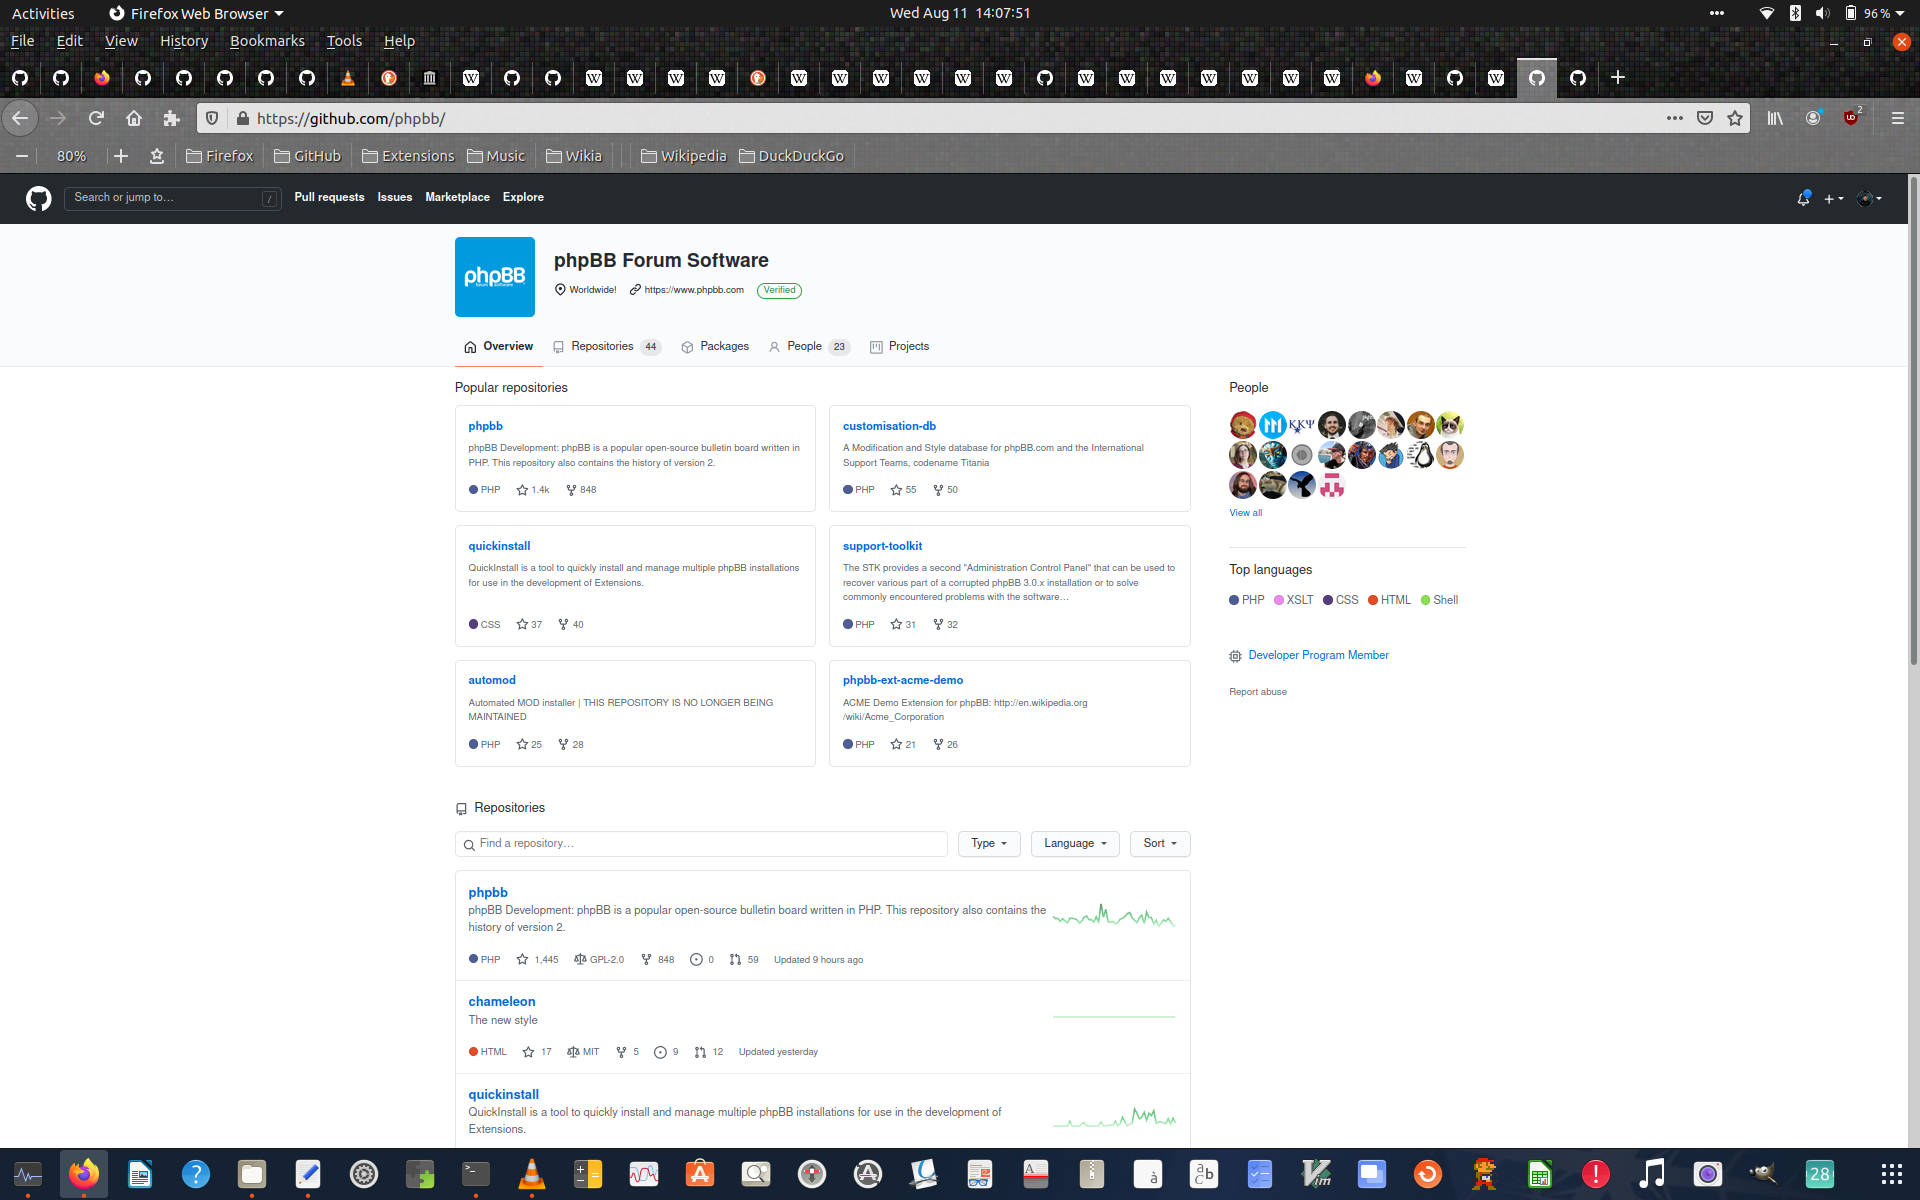 Activities
Firefox Web Browser
Wed Aug 11 14:07:51
96 %
File Edit View History Bookmarks Tools Help
https://github.com/phpbb/
2
80%
Firefox GitHub Extensions Music Wikia Wikipedia DuckDuckGo
Search or jump to… /
Pull requests Issues Marketplace Explore
phpBB
forum software
phpBB Forum Software
Worldwide! https://www.phpbb.com Verified
Overview Repositories 44 Packages People 23 Projects
Popular repositories
phpbb
phpBB Development: phpBB is a popular open-source bulletin board written in
PHP. This repository also contains the history of version 2.
PHP 1.4k 848
customisation-db
A Modification and Style database for phpBB.com and the International
Support Teams, codename Titania
PHP 55 50
quickinstall
QuickInstall is a tool to quickly install and manage multiple phpBB installations
for use in the development of Extensions.
CSS 37 40
support-toolkit
The STK provides a second "Administration Control Panel" that can be used to
recover various part of a corrupted phpBB 3.0.x installation or to solve
commonly encountered problems with the software…
PHP 31 32
automod
Automated MOD installer | THIS REPOSITORY IS NO LONGER BEING
MAINTAINED
PHP 25 28
phpbb-ext-acme-demo
ACME Demo Extension for phpBB: http://en.wikipedia.org
/wiki/Acme_Corporation
PHP 21 26
People
ΚΚΨ
View all
Top languages
PHP XSLT CSS HTML Shell
Developer Program Member
Report abuse
Repositories
Find a repository…
Type Language Sort
phpbb
phpBB Development: phpBB is a popular open-source bulletin board written in PHP. This repository also contains the
history of version 2.
PHP 1,445 GPL-2.0 848 0 59 Updated 9 hours ago
chameleon
The new style
HTML 17 MIT 5 9 12 Updated yesterday
quickinstall
QuickInstall is a tool to quickly install and manage multiple phpBB installations for use in the development of
Extensions.
28